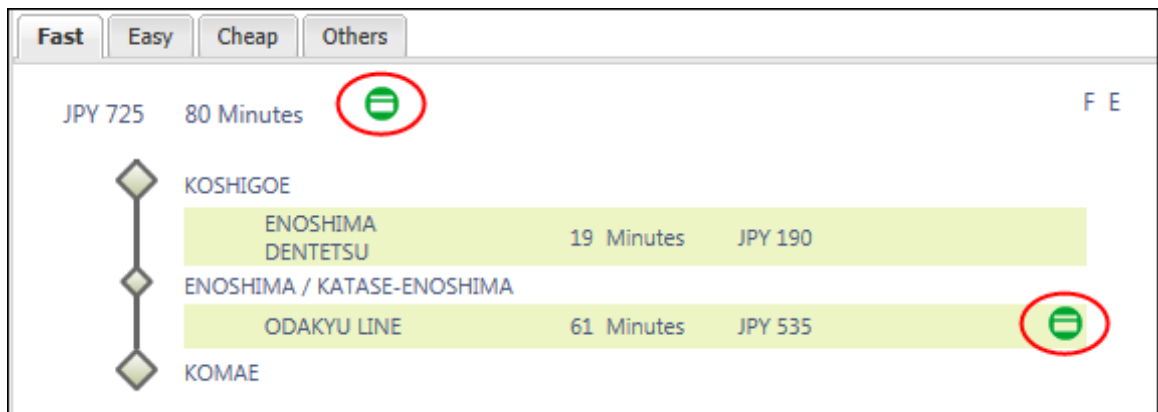 Fast Easy Cheap Others
JPY 725 80 Minutes F E
KOSHIGOE
ENOSHIMA
DENTETSU 19 Minutes JPY 190
ENOSHIMA / KATASE-ENOSHIMA
ODAKYU LINE 61 Minutes JPY 535
KOMAE